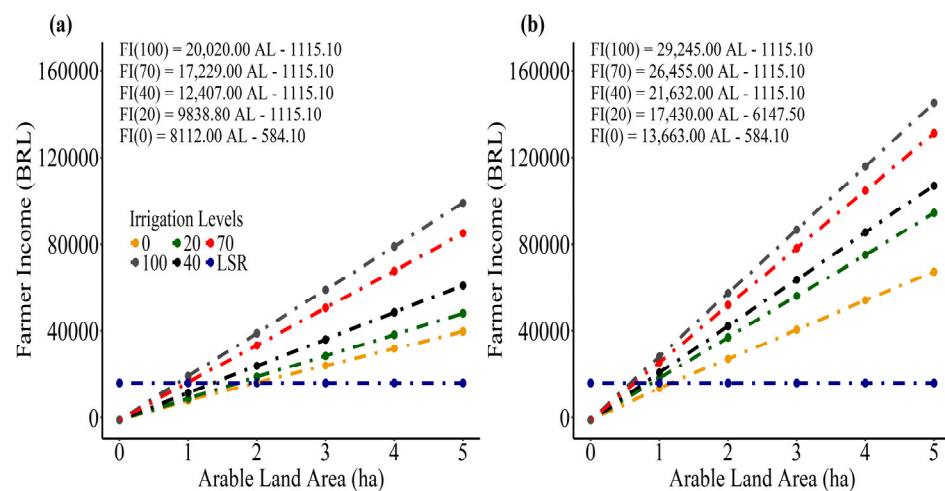 (a)
FI(100) = 20,020.00 AL - 1115.10
FI(70) = 17,229.00 AL - 1115.10
FI(40) = 12,407.00 AL - 1115.10
FI(20) = 9838.80 AL - 1115.10
FI(0) = 8112.00 AL - 584.10
Farmer Income (BRL)
160000
120000
80000
40000
0
Irrigation Levels
0 20 70
100 40 LSR
0 1 2 3 4 5
Arable Land Area (ha)
(b)
FI(100) = 29,245.00 AL - 1115.10
FI(70) = 26,455.00 AL - 1115.10
FI(40) = 21,632.00 AL - 1115.10
FI(20) = 17,430.00 AL - 6147.50
FI(0) = 13,663.00 AL - 584.10
Farmer Income (BRL)
160000
120000
80000
40000
0
0 1 2 3 4 5
Arable Land Area (ha)